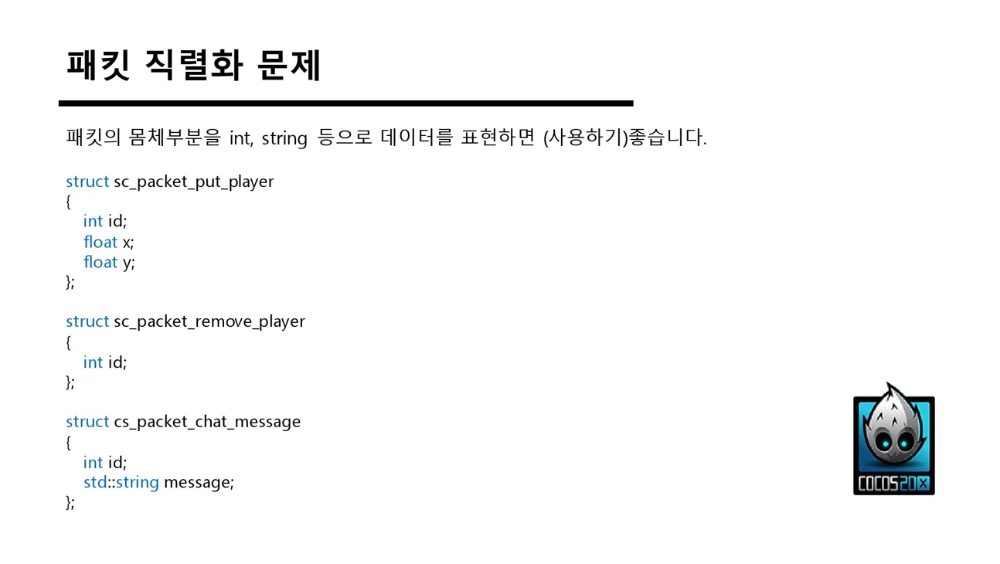 패킷 직렬화 문제
패킷의 몸체부분을 int, string 등으로 데이터를 표현하면 (사용하기)좋습니다.
struct sc_packet_put_player
{
int id;
float x;
float y;
};
struct sc_packet_remove_player
{
int id;
};
struct cs_packet_chat_message
{
int id;
std::string message;
};
COCOS2DX